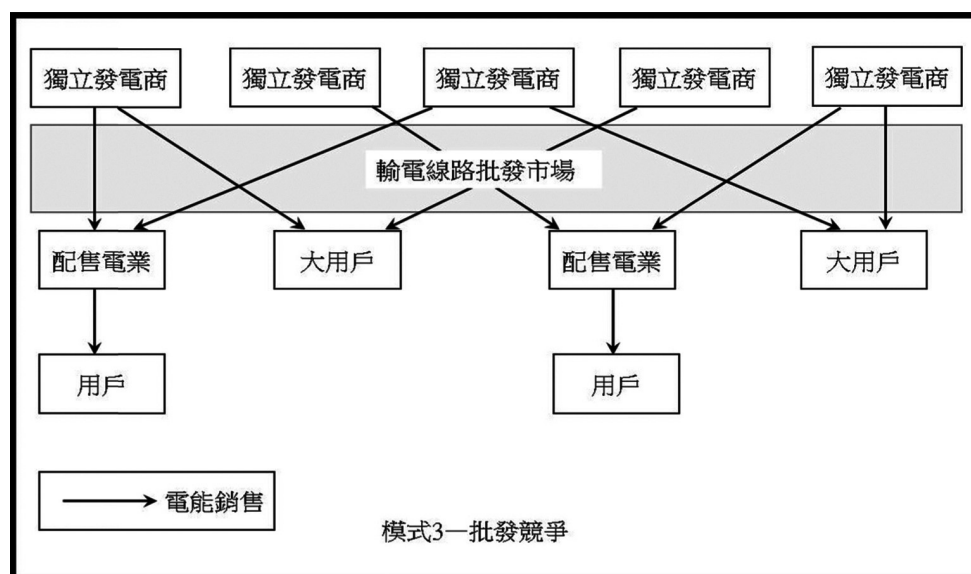 獨立發電商 獨立發電商 獨立發電商 獨立發電商 獨立發電商
輸電線路批發市場
配售電業 大用戶 配售電業 大用戶
用戶 用戶
電能銷售
模式3—批發競爭